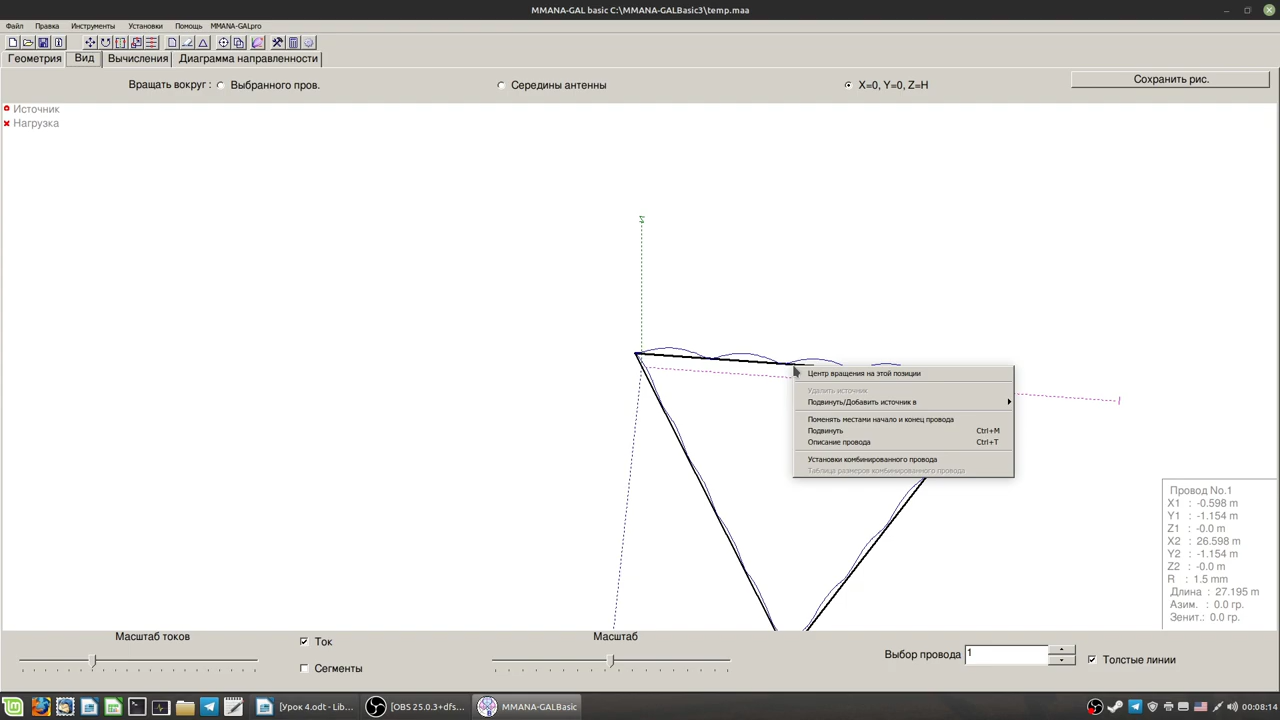 MMANA-GAL basic C:\MMANA-GALBasic3\temp.maa
Файл Правка Инструменты Установки Помощь MMANA-GALpro
Геометрия Вид Вычисления Диаграмма направленности
Вращать вокруг : Выбранного пров. Середины антенны X=0, Y=0, Z=H Сохранить рис.
Источник
Нагрузка
Z
Центр вращения на этой позиции
Удалить источник
Подвинуть/Добавить источник в
Поменять местами начало и конец провода
Подвинуть Ctrl+M
Описание провода Ctrl+T
Установки комбинированного провода
Таблица размеров комбинированного провода
Провод No.1
X1 : -0.598 m
Y1 : -1.154 m
Z1 : -0.0 m
X2 : 26.598 m
Y2 : -1.154 m
Z2 : -0.0 m
R : 1.5 mm
Длина : 27.195 m
Азим. : 0.0 гр.
Зенит.: 0.0 гр.
Масштаб токов
Ток
Сегменты
Масштаб
Выбор провода 1
Толстые линии
[Урок 4.odt - Lib... [OBS 25.0.3+dfs... MMANA-GALBasic 00:08:14